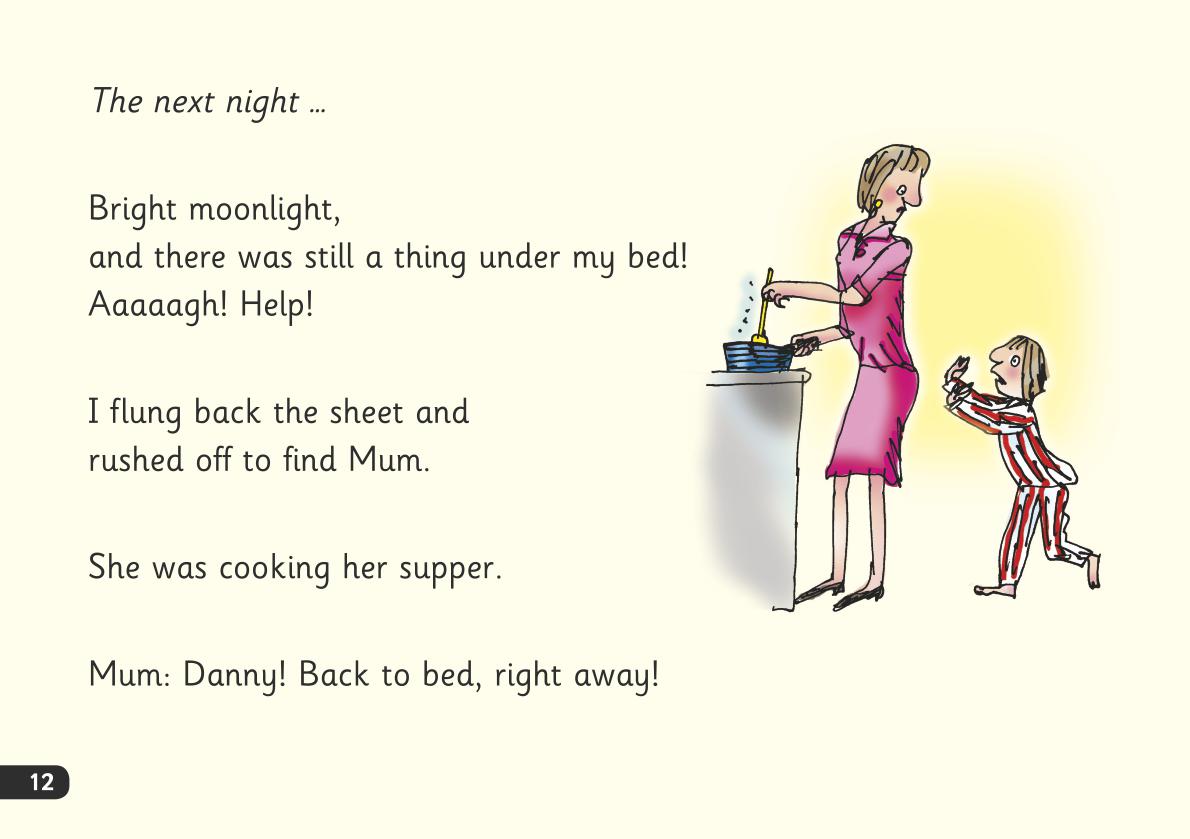 The next night ...
Bright moonlight,
and there was still a thing under my bed!
Aaaaagh! Help!
I flung back the sheet and
rushed off to find Mum.
She was cooking her supper.
Mum: Danny! Back to bed, right away!
12